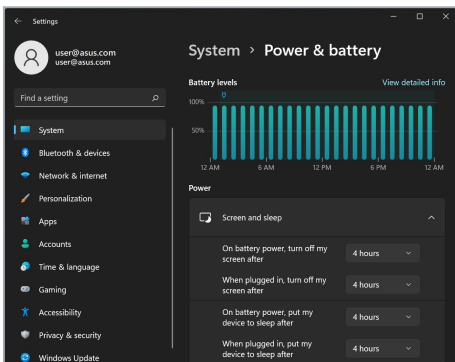 Settings
user@asus.com
user@asus.com
Find a setting
System
Bluetooth & devices
Network & internet
Personalization
Apps
Accounts
Time & language
Gaming
Accessibility
Privacy & security
Windows Update
System > Power & battery
Battery levels
View detailed info
100%
50%
12 AM 6 AM 12 PM 6 PM 12 AM
Power
Screen and sleep
On battery power, turn off my
screen after
4 hours
When plugged in, turn off my
screen after
4 hours
On battery power, put my
device to sleep after
4 hours
When plugged in, put my
device to sleep after
4 hours